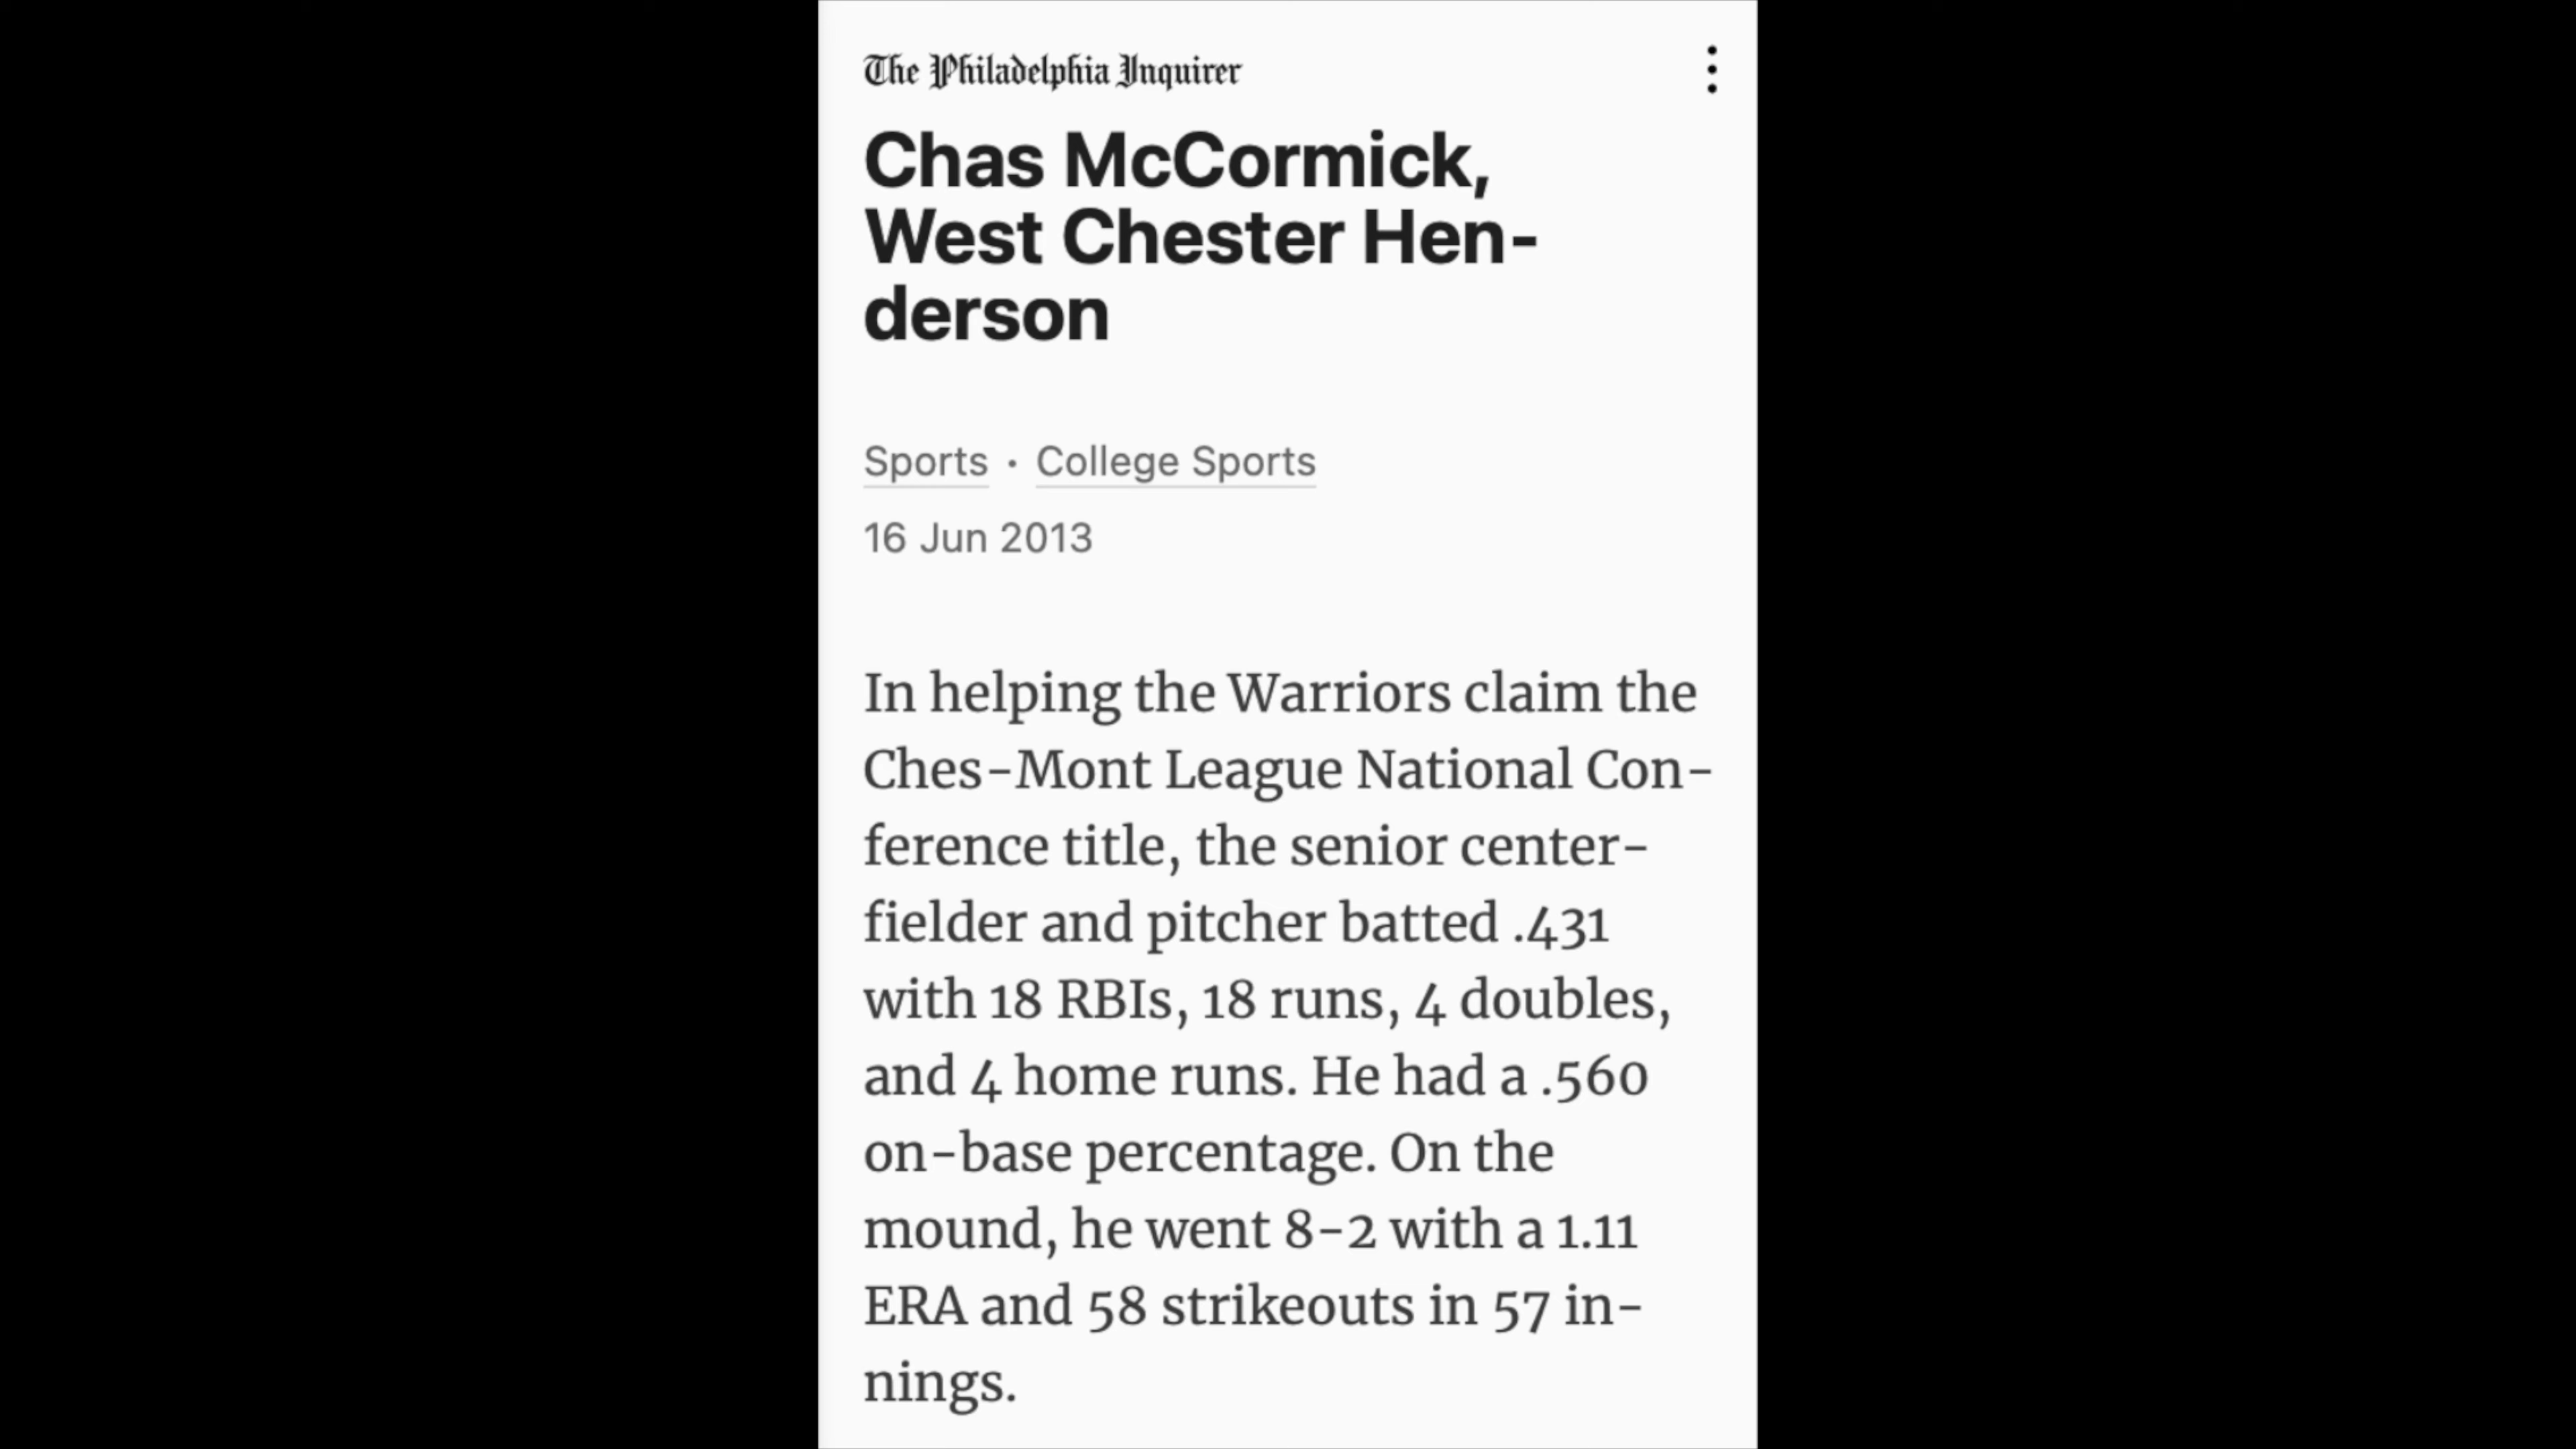 The Philadelphia Inquirer
Chas McCormick,
West Chester Hen-
derson
Sports · College Sports
16 Jun 2013
In helping the Warriors claim the
Ches-Mont League National Con-
ference title, the senior center-
fielder and pitcher batted .431
with 18 RBIs, 18 runs, 4 doubles,
and 4 home runs. He had a .560
on-base percentage. On the
mound, he went 8-2 with a 1.11
ERA and 58 strikeouts in 57 in-
nings.